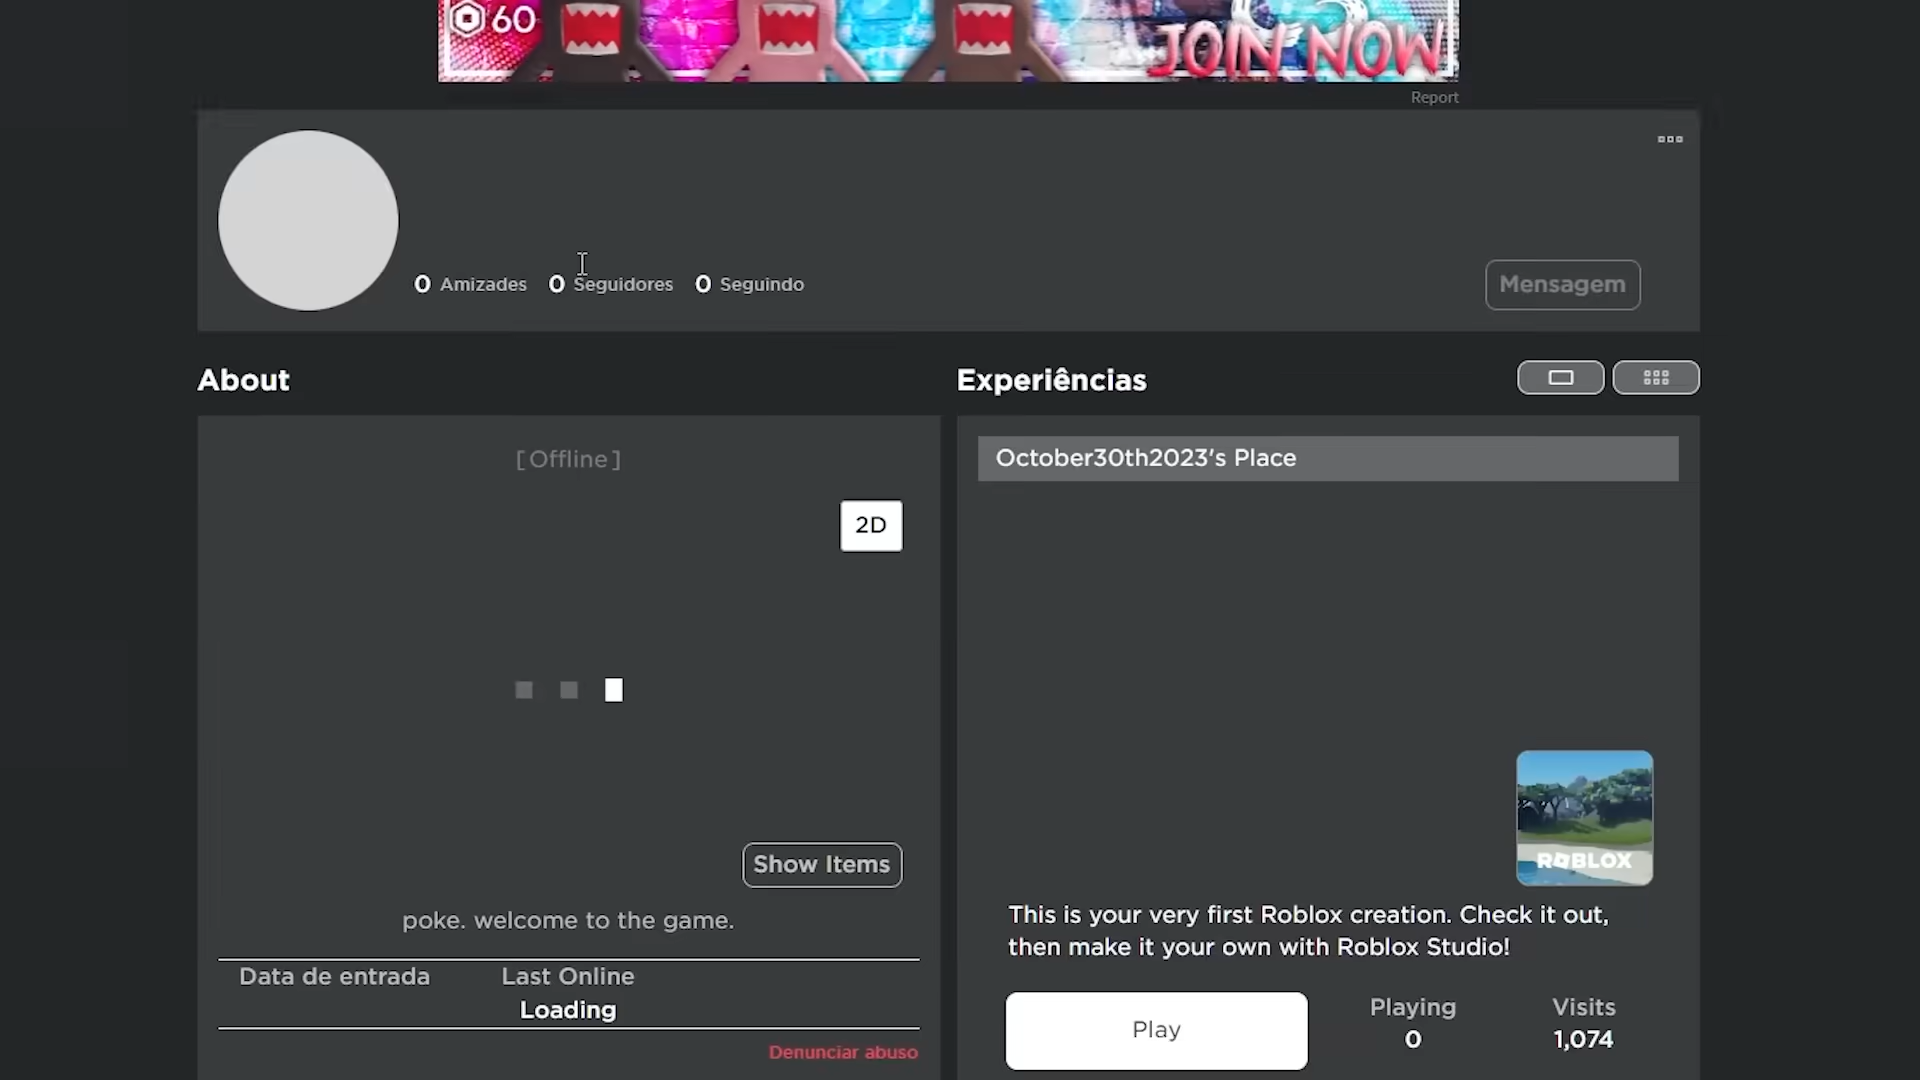 60
JOIN NOW
Report
0 Amizades 0 Seguidores 0 Seguindo
Mensagem
About
Experiências
[ Offline ]
October30th2023's Place
2D
ROBLOX
Show Items
poke. welcome to the game.
This is your very first Roblox creation. Check it out,
then make it your own with Roblox Studio!
Data de entrada Last Online
Loading
Play
Playing Visits
0 1,074
Denunciar abuso